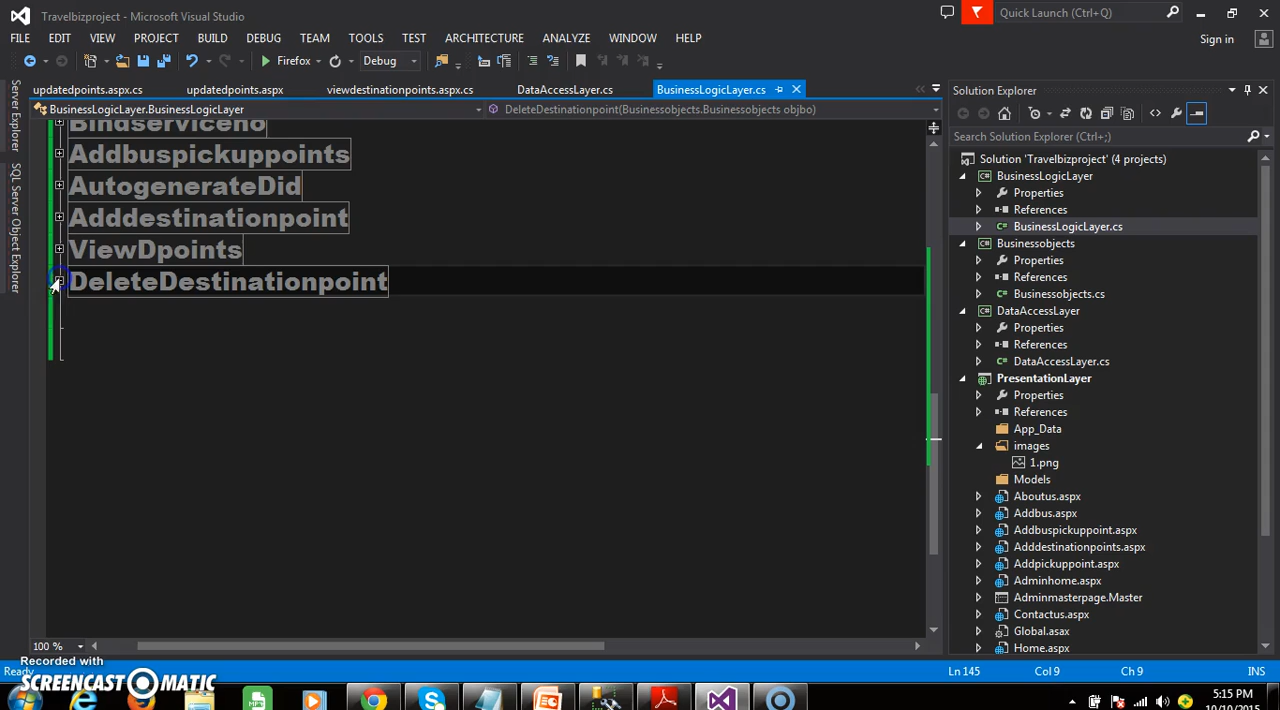 Travelbizproject - Microsoft Visual Studio
Quick Launch (Ctrl+Q)
FILE EDIT VIEW PROJECT BUILD DEBUG TEAM TOOLS TEST ARCHITECTURE ANALYZE WINDOW HELP
Sign in
Firefox Debug
Server Explorer
SQL Server Object Explorer
updatedpoints.aspx.cs updatedpoints.aspx viewdestinationpoints.aspx.cs DataAccessLayer.cs BusinessLogicLayer.cs
BusinessLogicLayer.BusinessLogicLayer DeleteDestinationpoint(Businessobjects.Businessobjects objbo)
Bindserviceno
Addbuspickuppoints
AutogenerateDid
Adddestinationpoint
ViewDpoints
DeleteDestinationpoint
100 %
Solution Explorer
Search Solution Explorer (Ctrl+;)
Solution 'Travelbizproject' (4 projects)
BusinessLogicLayer
Properties
References
BusinessLogicLayer.cs
Businessobjects
Properties
References
Businessobjects.cs
DataAccessLayer
Properties
References
DataAccessLayer.cs
PresentationLayer
Properties
References
App_Data
images
1.png
Models
Aboutus.aspx
Addbus.aspx
Addbuspickuppoint.aspx
Adddestinationpoints.aspx
Addpickuppoint.aspx
Adminhome.aspx
Adminmasterpage.Master
Contactus.aspx
Global.asax
Home.aspx
Ready Ln 145 Col 9 Ch 9 INS
Recorded with
SCREENCAST MATIC
5:15 PM
10/10/2015